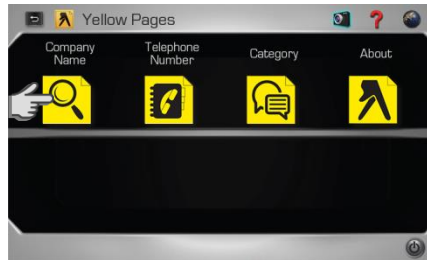 Yellow Pages
?
Company
Name
Telephone
Number
Category
About